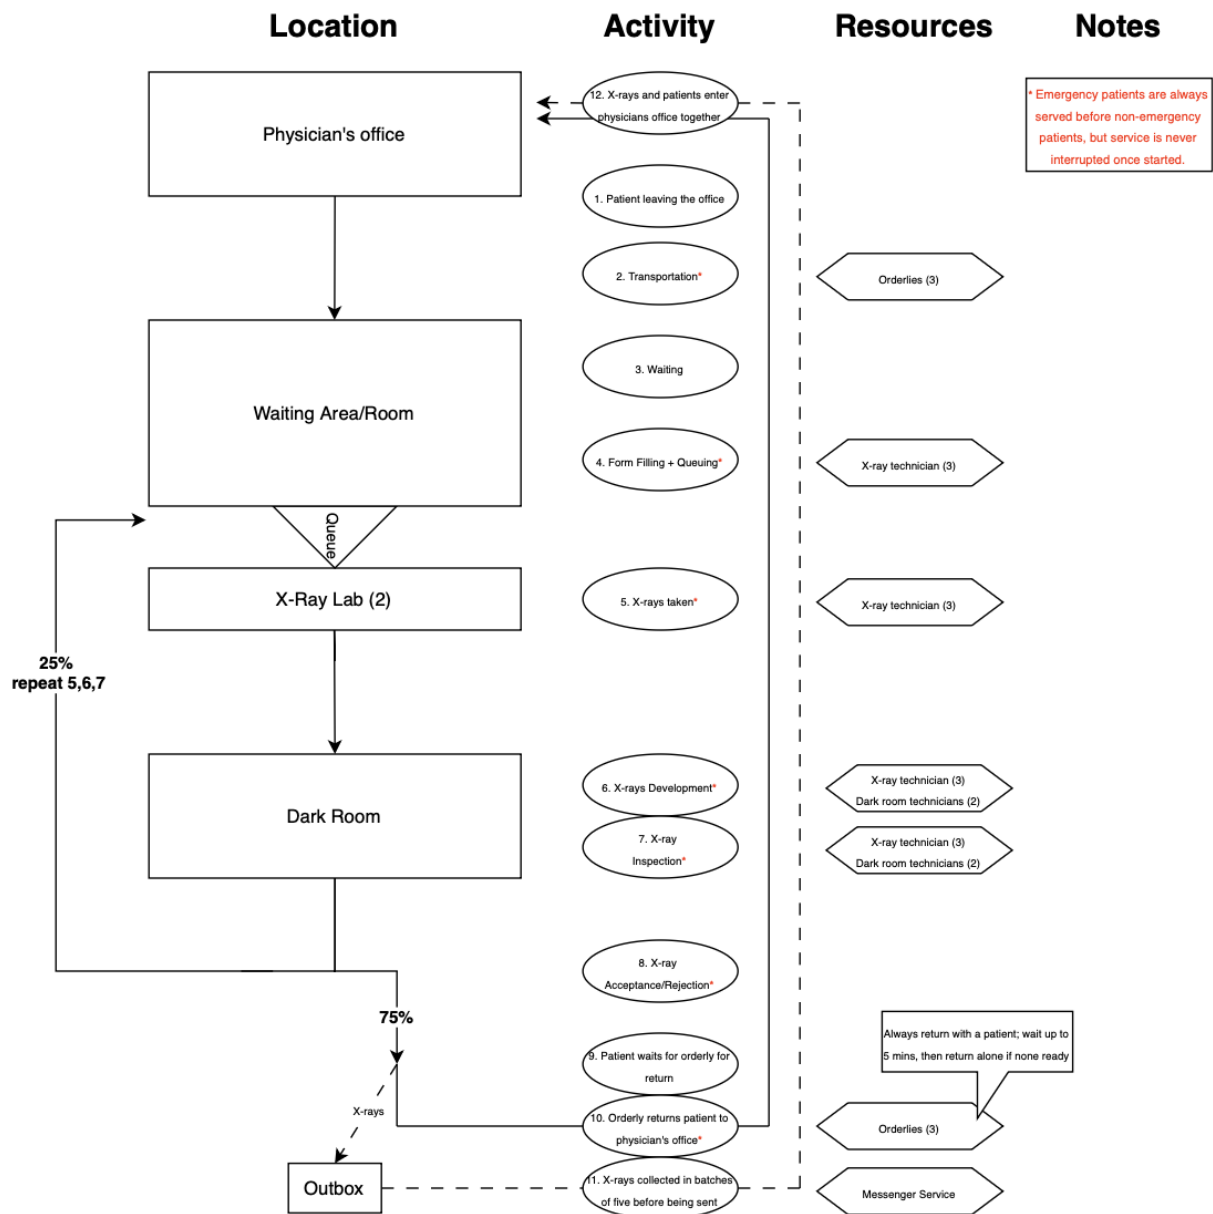 Location
Activity
Resources
Notes
Physician's office
12. X-rays and patients enter
physicians office together
* Emergency patients are always
served before non-emergency
patients, but service is never
interrupted once started.
1. Patient leaving the office
2. Transportation*
Orderlies (3)
Waiting Area/Room
3. Waiting
4. Form Filling + Queuing*
X-ray technician (3)
Queue
X-Ray Lab (2)
5. X-rays taken*
X-ray technician (3)
25%
repeat 5,6,7
Dark Room
6. X-rays Development*
X-ray technician (3)
Dark room technicians (2)
7. X-ray
Inspection*
X-ray technician (3)
Dark room technicians (2)
8. X-ray
Acceptance/Rejection*
75%
9. Patient waits for orderly for
return
Always return with a patient; wait up to
5 mins, then return alone if none ready
X-rays
10. Orderly returns patient to
physician's office*
Orderlies (3)
Outbox
11. X-rays collected in batches
of five before being sent
Messenger Service